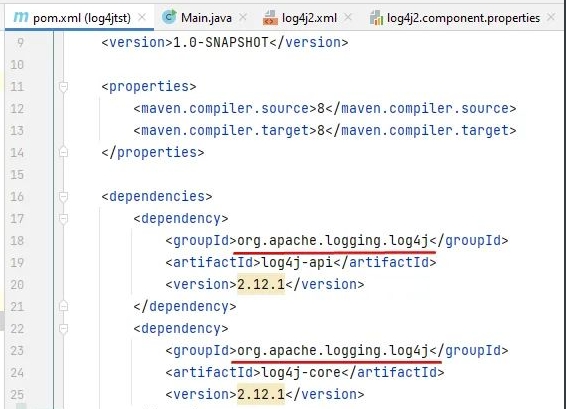 pom.xml (log4jtst)
Main.java
log4j2.xml
log4j2.component.properties
9 <version>1.0-SNAPSHOT</version>
10
11 <properties>
12 <maven.compiler.source>8</maven.compiler.source>
13 <maven.compiler.target>8</maven.compiler.target>
14 </properties>
15
16 <dependencies>
17 <dependency>
18 <groupId>org.apache.logging.log4j</groupId>
19 <artifactId>log4j-api</artifactId>
20 <version>2.12.1</version>
21 </dependency>
22 <dependency>
23 <groupId>org.apache.logging.log4j</groupId>
24 <artifactId>log4j-core</artifactId>
25 <version>2.12.1</version>